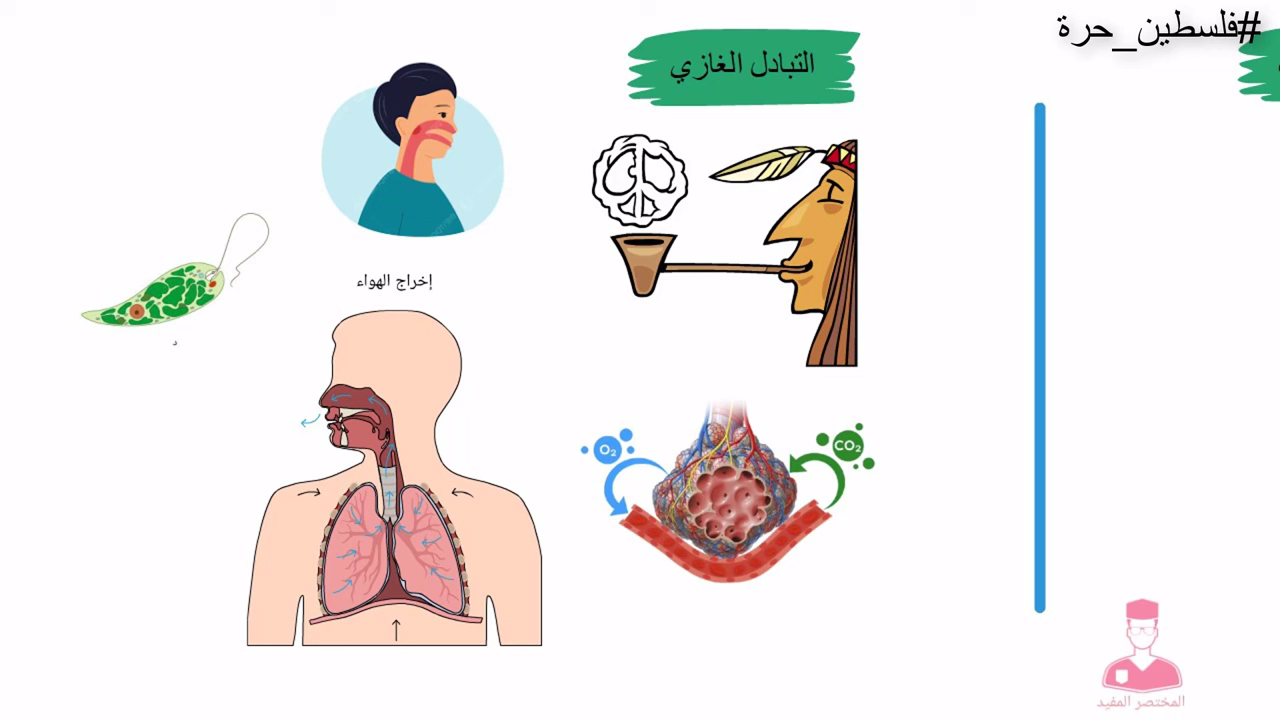 #فلسطين_حرة
التبادل الغازي
إخراج الهواء
د
O₂
CO₂
المختصر المفيد